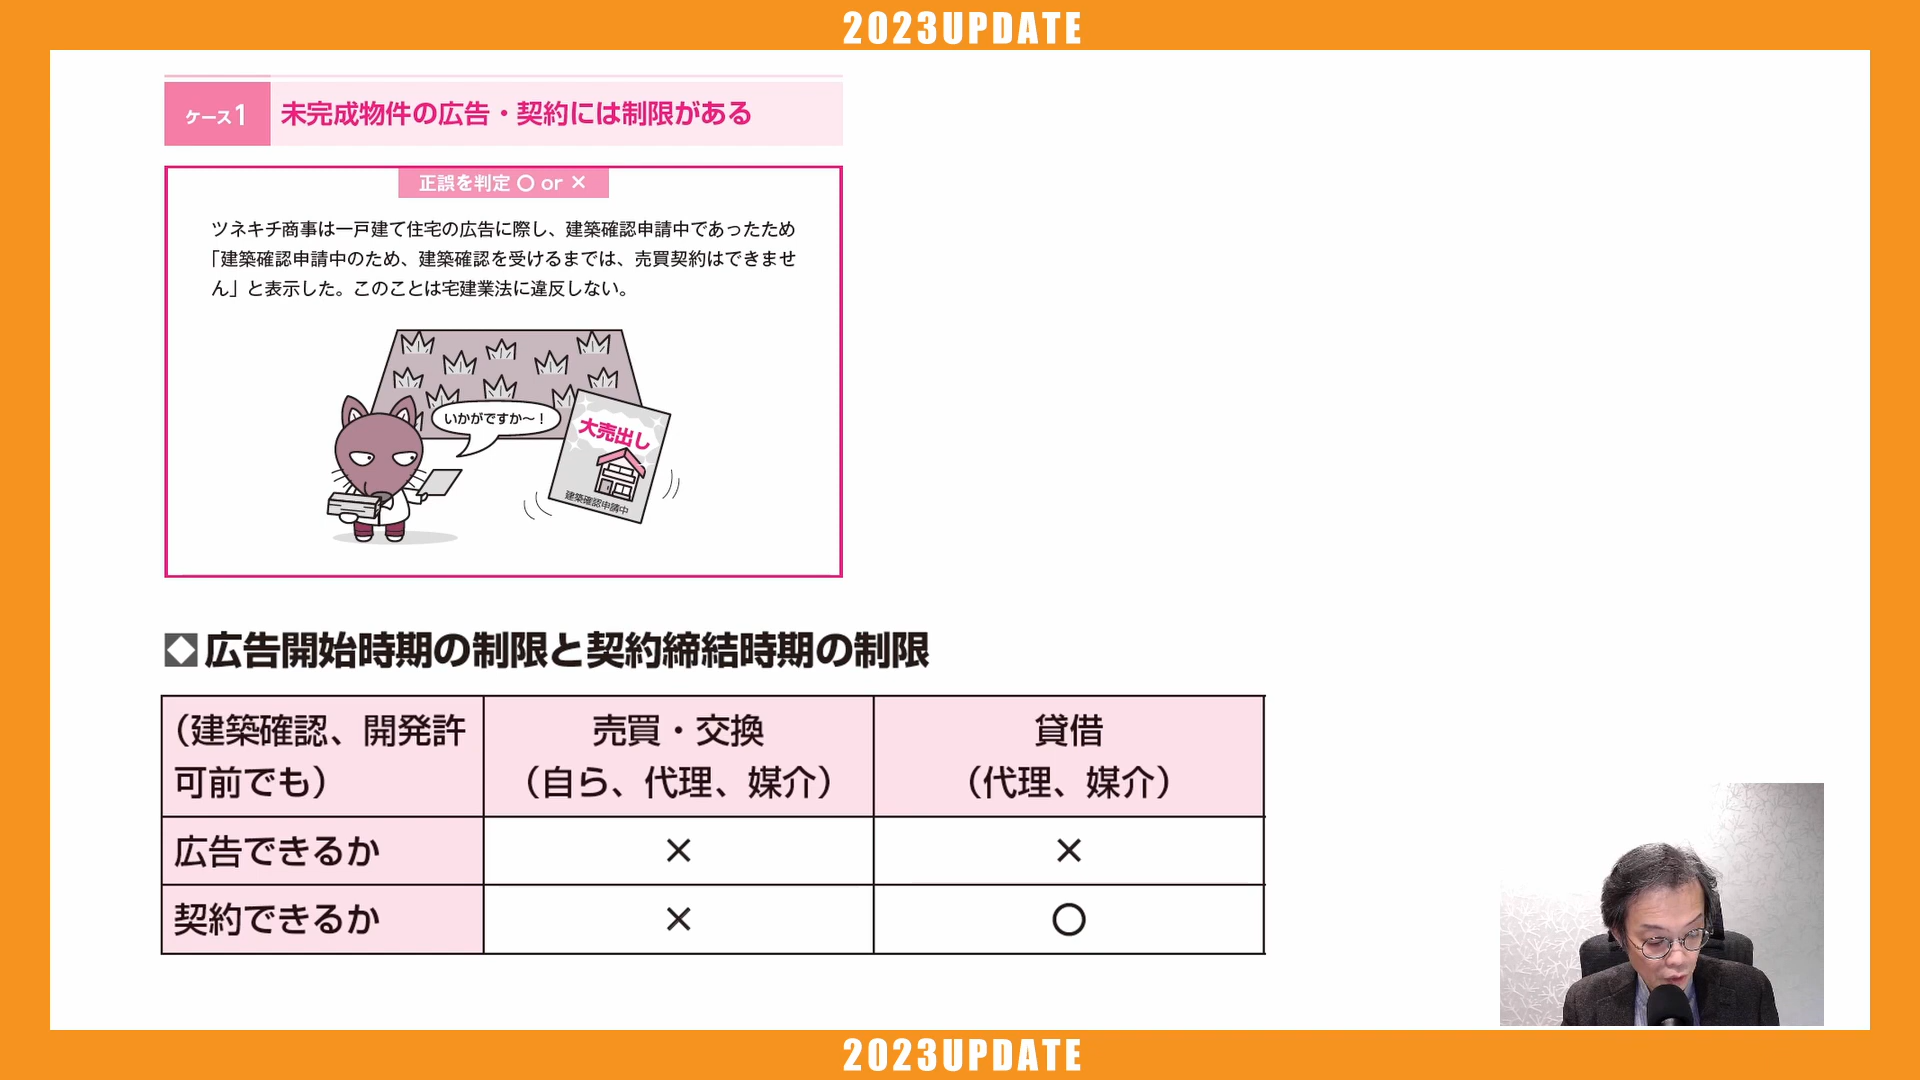 2023UPDATE
ケース1 未完成物件の広告・契約には制限がある
正誤を判定 〇 or ×
ツネキチ商事は一戸建て住宅の広告に際し、建築確認申請中であったため
「建築確認申請中のため、建築確認を受けるまでは、売買契約はできませ
ん」と表示した。このことは宅建業法に違反しない。
いかがですか〜!
大売出し
建築確認申請中
◆広告開始時期の制限と契約締結時期の制限
(建築確認、開発許
可前でも)
売買・交換
(自ら、代理、媒介)
貸借
(代理、媒介)
広告できるか × ×
契約できるか × 〇
2023UPDATE